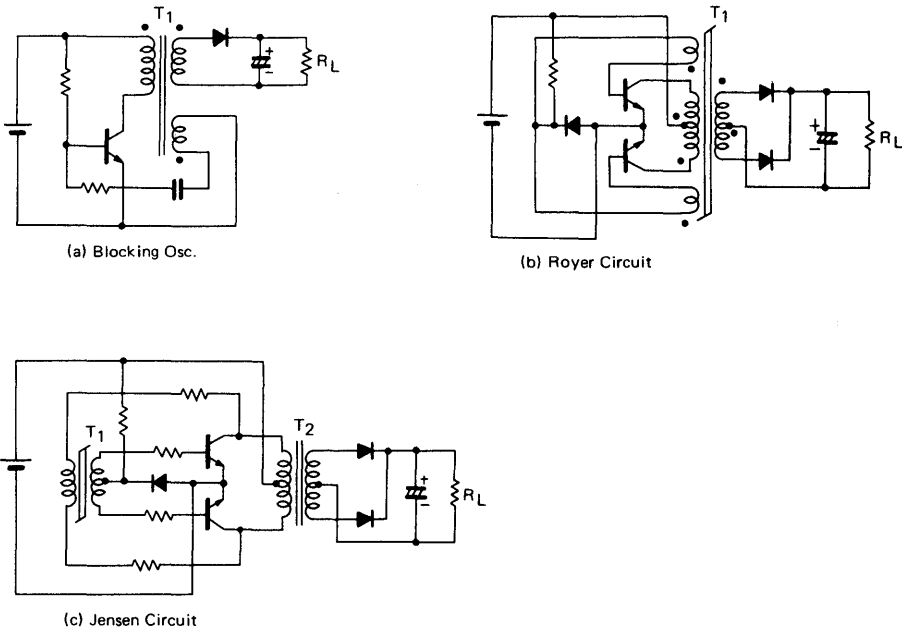 T1
+
−
RL
(a) Blocking Osc.
T1
+
−
RL
(b) Royer Circuit
T1
T2
+
−
RL
(c) Jensen Circuit